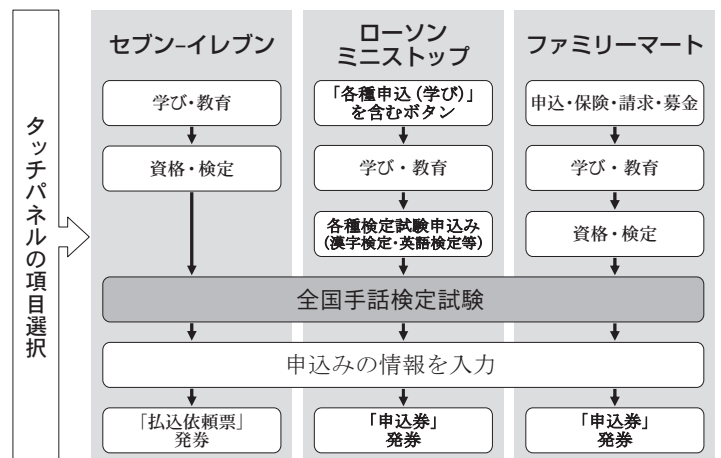 タッチパネルの項目選択
セブン-イレブン
学び・教育
資格・検定
ローソン
ミニストップ
「各種申込(学び)」
を含むボタン
学び・教育
各種検定試験申込み
(漢字検定・英語検定等)
ファミリーマート
申込・保険・請求・募金
学び・教育
資格・検定
全国手話検定試験
申込みの情報を入力
「払込依頼票」
発券
「申込券」
発券
「申込券」
発券